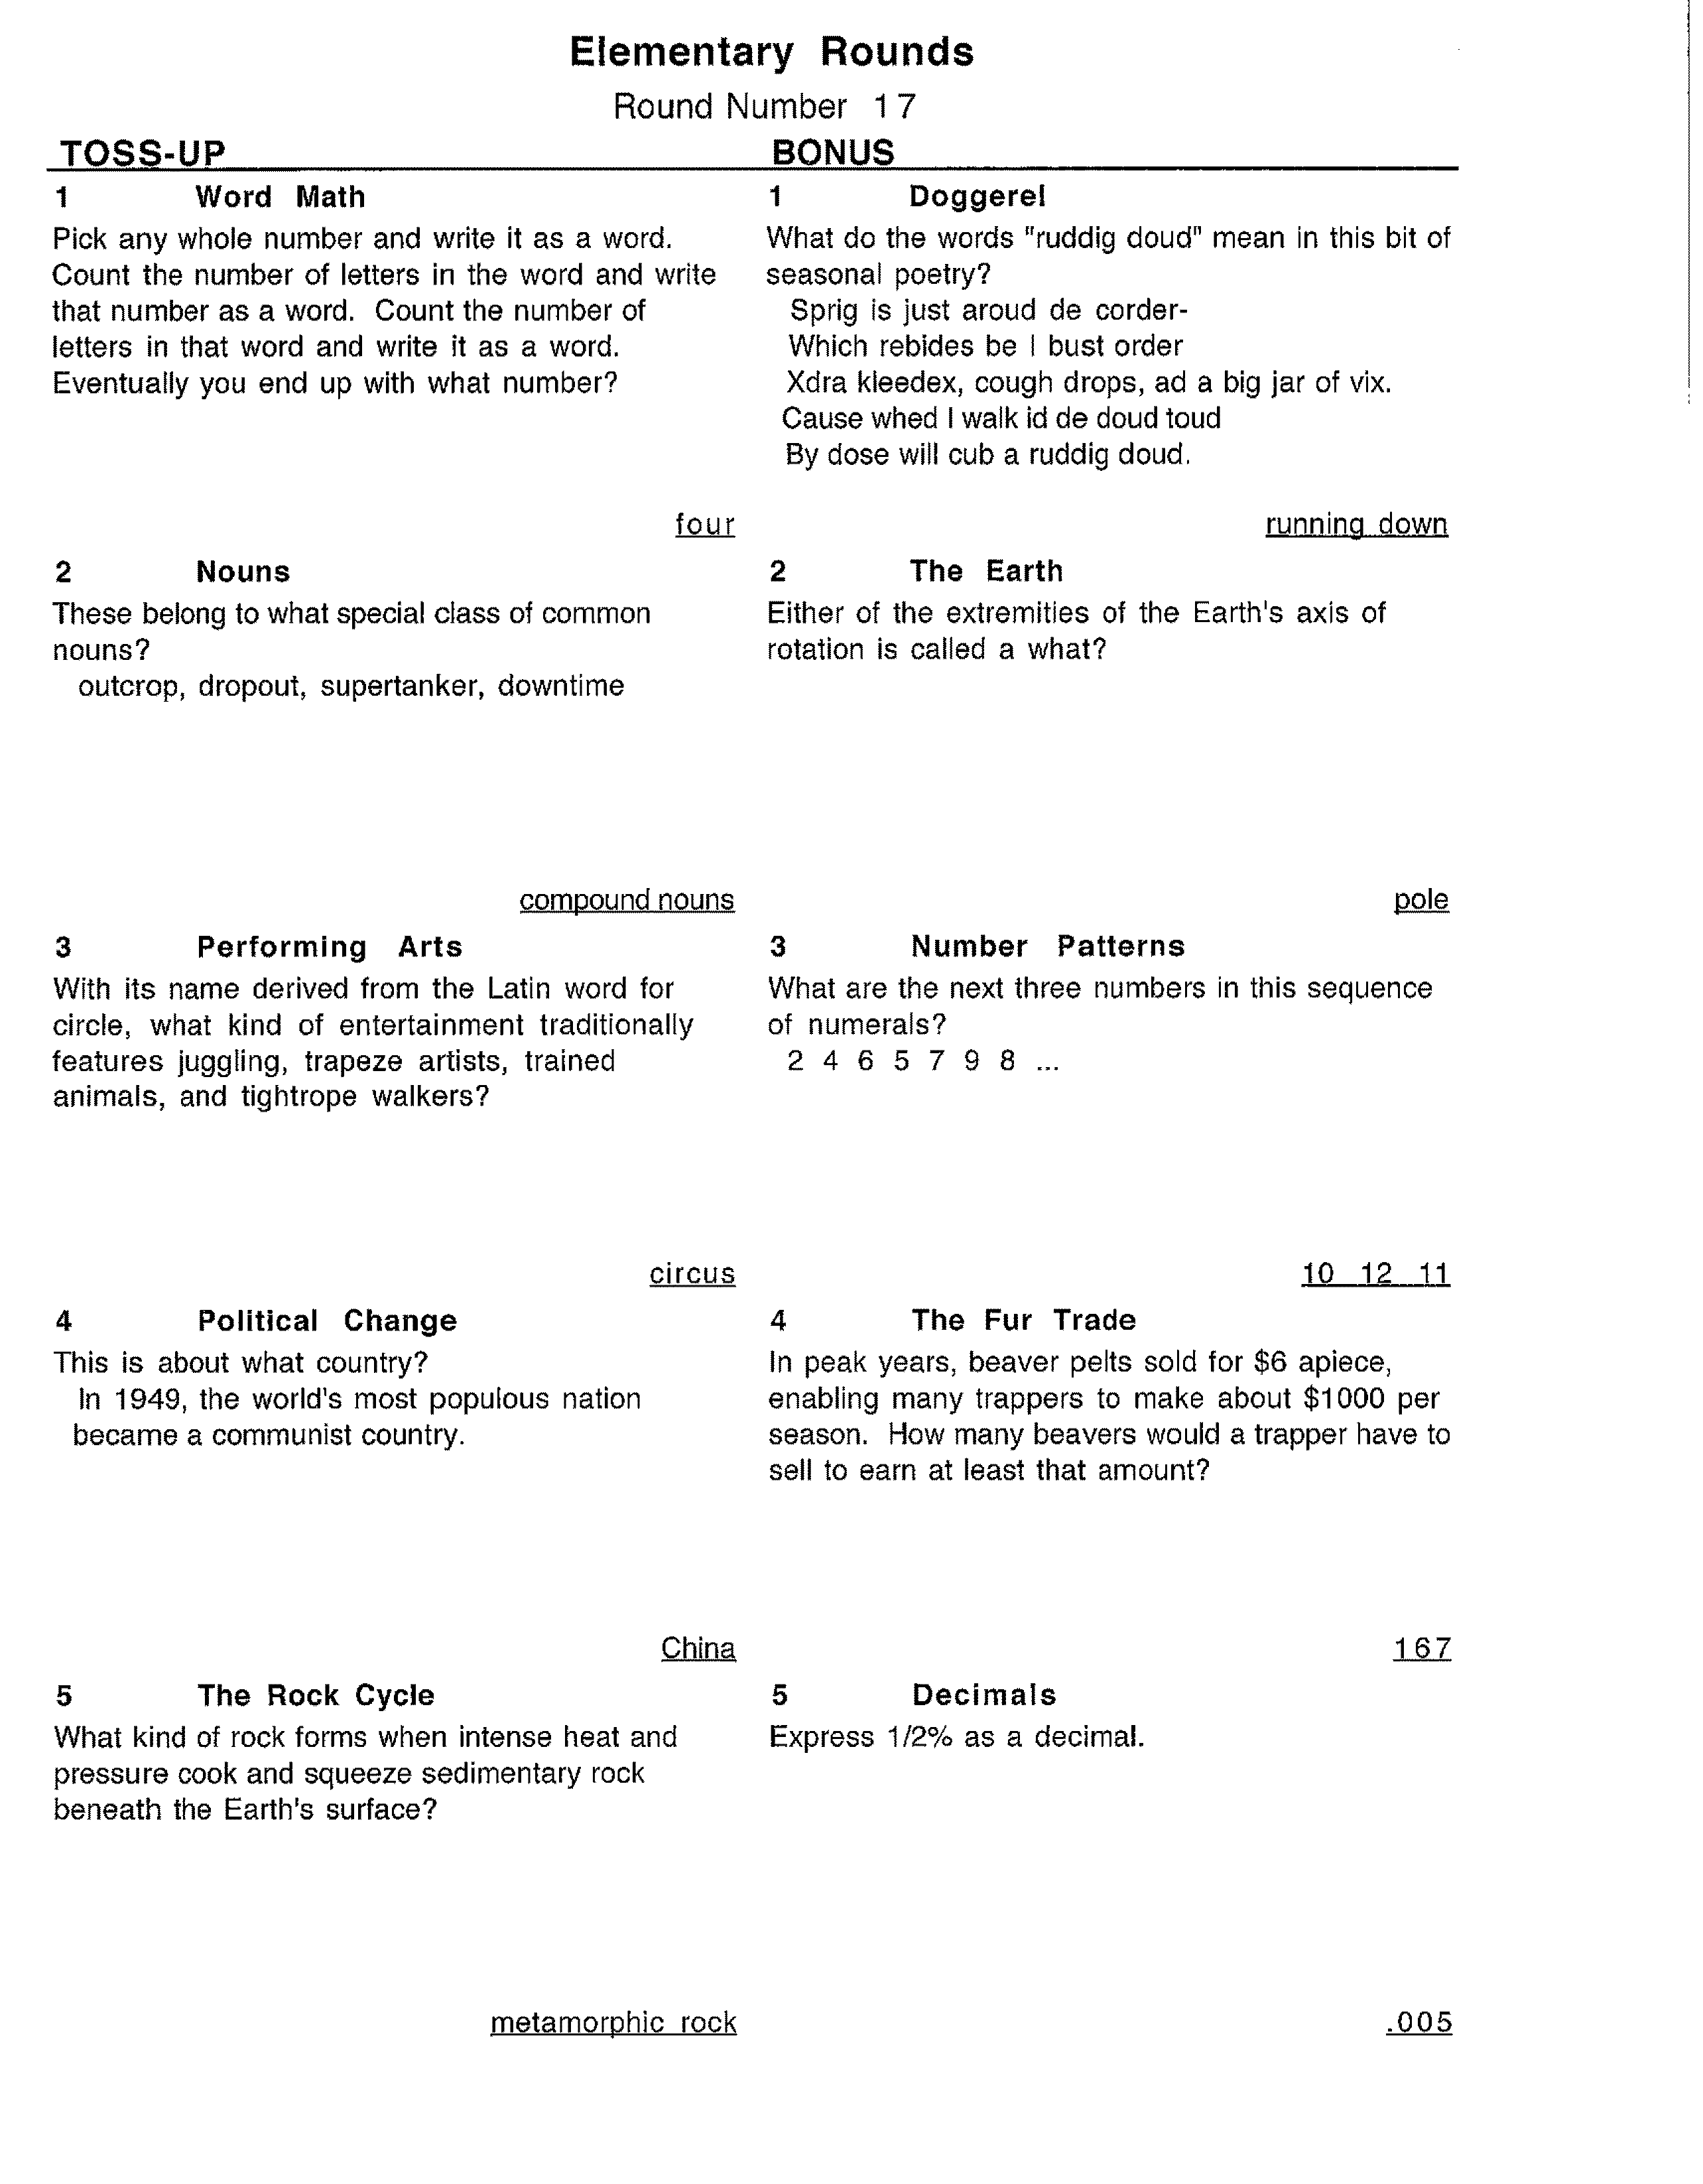 Elementary Rounds
Round Number 17
TOSS-UP
BONUS
1 Word Math
Pick any whole number and write it as a word.
Count the number of letters in the word and write
that number as a word. Count the number of
letters in that word and write it as a word.
Eventually you end up with what number?
four
1 Doggerel
What do the words "ruddig doud" mean in this bit of
seasonal poetry?
Sprig is just aroud de corder-
Which rebides be I bust order
Xdra kleedex, cough drops, ad a big jar of vix.
Cause whed I walk id de doud toud
By dose will cub a ruddig doud.
running down
2 Nouns
These belong to what special class of common
nouns?
outcrop, dropout, supertanker, downtime
compound nouns
2 The Earth
Either of the extremities of the Earth's axis of
rotation is called a what?
pole
3 Performing Arts
With its name derived from the Latin word for
circle, what kind of entertainment traditionally
features juggling, trapeze artists, trained
animals, and tightrope walkers?
circus
3 Number Patterns
What are the next three numbers in this sequence
of numerals?
2 4 6 5 7 9 8 ...
10 12 11
4 Political Change
This is about what country?
In 1949, the world's most populous nation
became a communist country.
China
4 The Fur Trade
In peak years, beaver pelts sold for $6 apiece,
enabling many trappers to make about $1000 per
season. How many beavers would a trapper have to
sell to earn at least that amount?
167
5 The Rock Cycle
What kind of rock forms when intense heat and
pressure cook and squeeze sedimentary rock
beneath the Earth's surface?
metamorphic rock
5 Decimals
Express 1/2% as a decimal.
.005